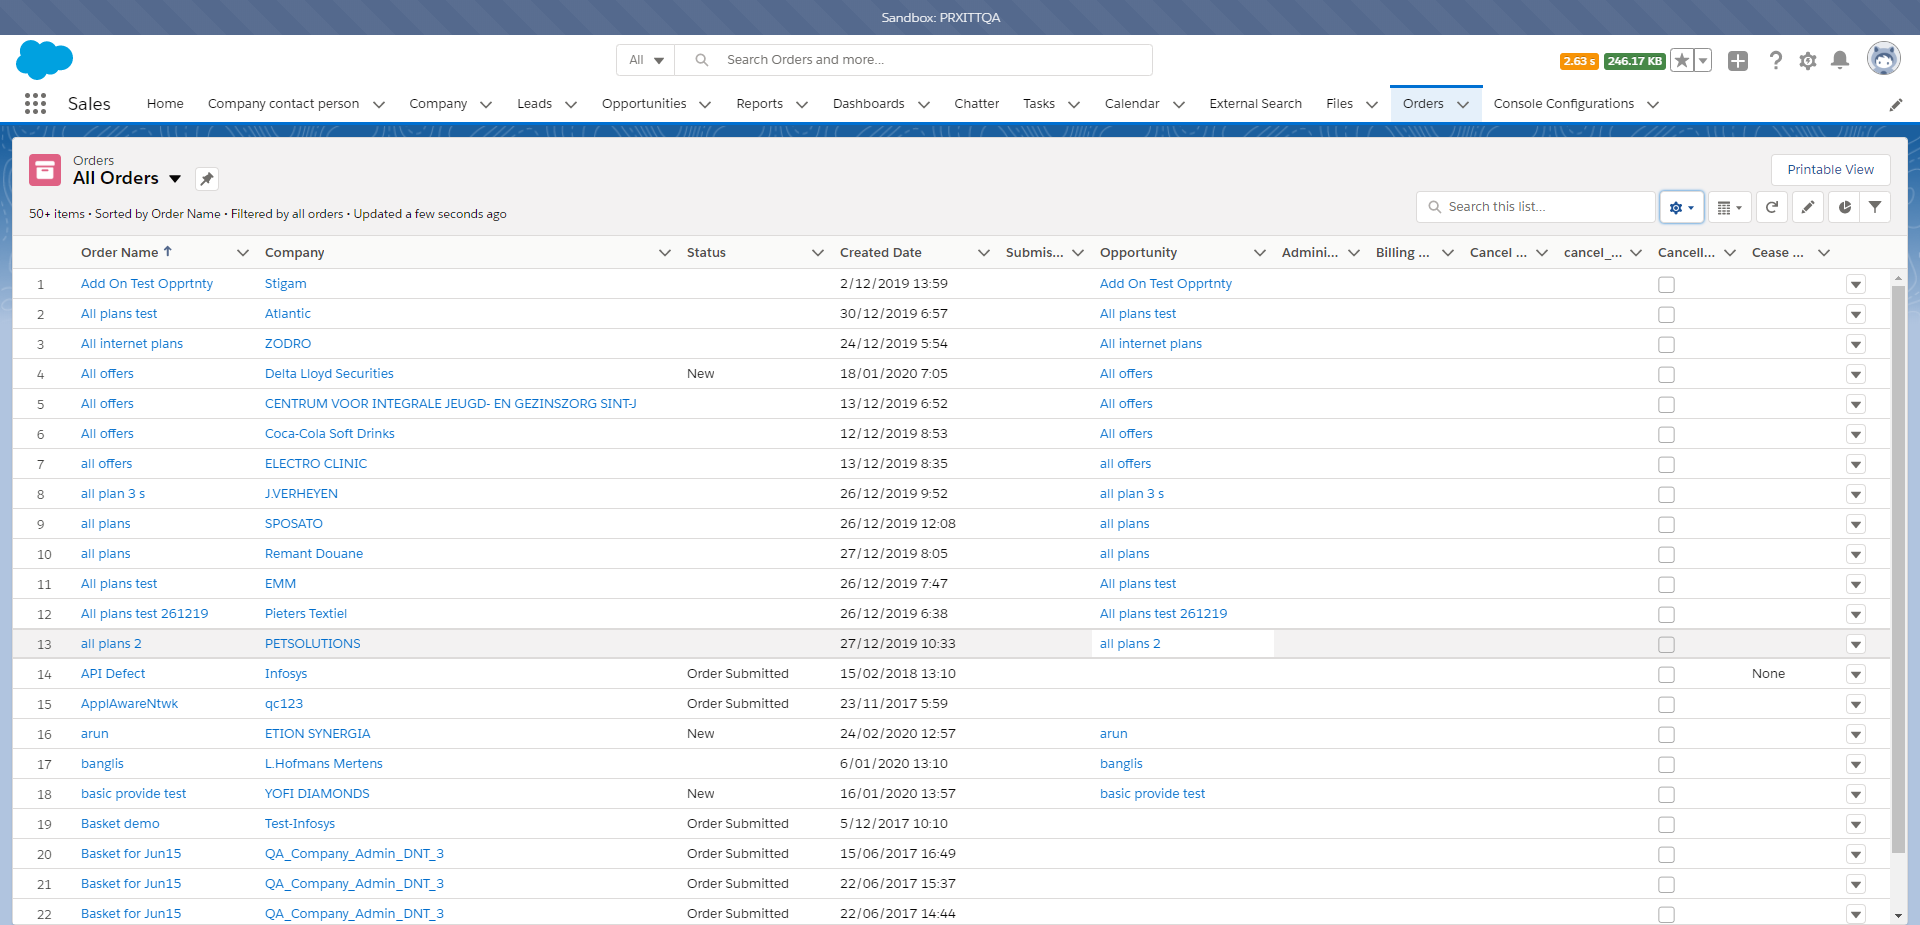 Sandbox: PRXITTQA
All Search Orders and more... 2.63 s 246.17 KB
Sales Home Company contact person Company Leads Opportunities Reports Dashboards Chatter Tasks Calendar External Search Files Orders Console Configurations
Orders
All Orders
Printable View
50+ items • Sorted by Order Name • Filtered by all orders • Updated a few seconds ago
Search this list...
Order Name Company Status Created Date Submis... Opportunity Admini... Billing ... Cancel ... cancel_... Cancell... Cease ...
1 Add On Test Opprtnty Stigam 2/12/2019 13:59 Add On Test Opprtnty
2 All plans test Atlantic 30/12/2019 6:57 All plans test
3 All internet plans ZODRO 24/12/2019 5:54 All internet plans
4 All offers Delta Lloyd Securities New 18/01/2020 7:05 All offers
5 All offers CENTRUM VOOR INTEGRALE JEUGD- EN GEZINSZORG SINT-J 13/12/2019 6:52 All offers
6 All offers Coca-Cola Soft Drinks 12/12/2019 8:53 All offers
7 all offers ELECTRO CLINIC 13/12/2019 8:35 all offers
8 all plan 3 s J.VERHEYEN 26/12/2019 9:52 all plan 3 s
9 all plans SPOSATO 26/12/2019 12:08 all plans
10 all plans Remant Douane 27/12/2019 8:05 all plans
11 All plans test EMM 26/12/2019 7:47 All plans test
12 All plans test 261219 Pieters Textiel 26/12/2019 6:38 All plans test 261219
13 all plans 2 PETSOLUTIONS 27/12/2019 10:33 all plans 2
14 API Defect Infosys Order Submitted 15/02/2018 13:10 None
15 ApplAwareNtwk qc123 Order Submitted 23/11/2017 5:59
16 arun ETION SYNERGIA New 24/02/2020 12:57 arun
17 banglis L.Hofmans Mertens 6/01/2020 13:10 banglis
18 basic provide test YOFI DIAMONDS New 16/01/2020 13:57 basic provide test
19 Basket demo Test-Infosys Order Submitted 5/12/2017 10:10
20 Basket for Jun15 QA_Company_Admin_DNT_3 Order Submitted 15/06/2017 16:49
21 Basket for Jun15 QA_Company_Admin_DNT_3 Order Submitted 22/06/2017 15:37
22 Basket for Jun15 QA_Company_Admin_DNT_3 Order Submitted 22/06/2017 14:44